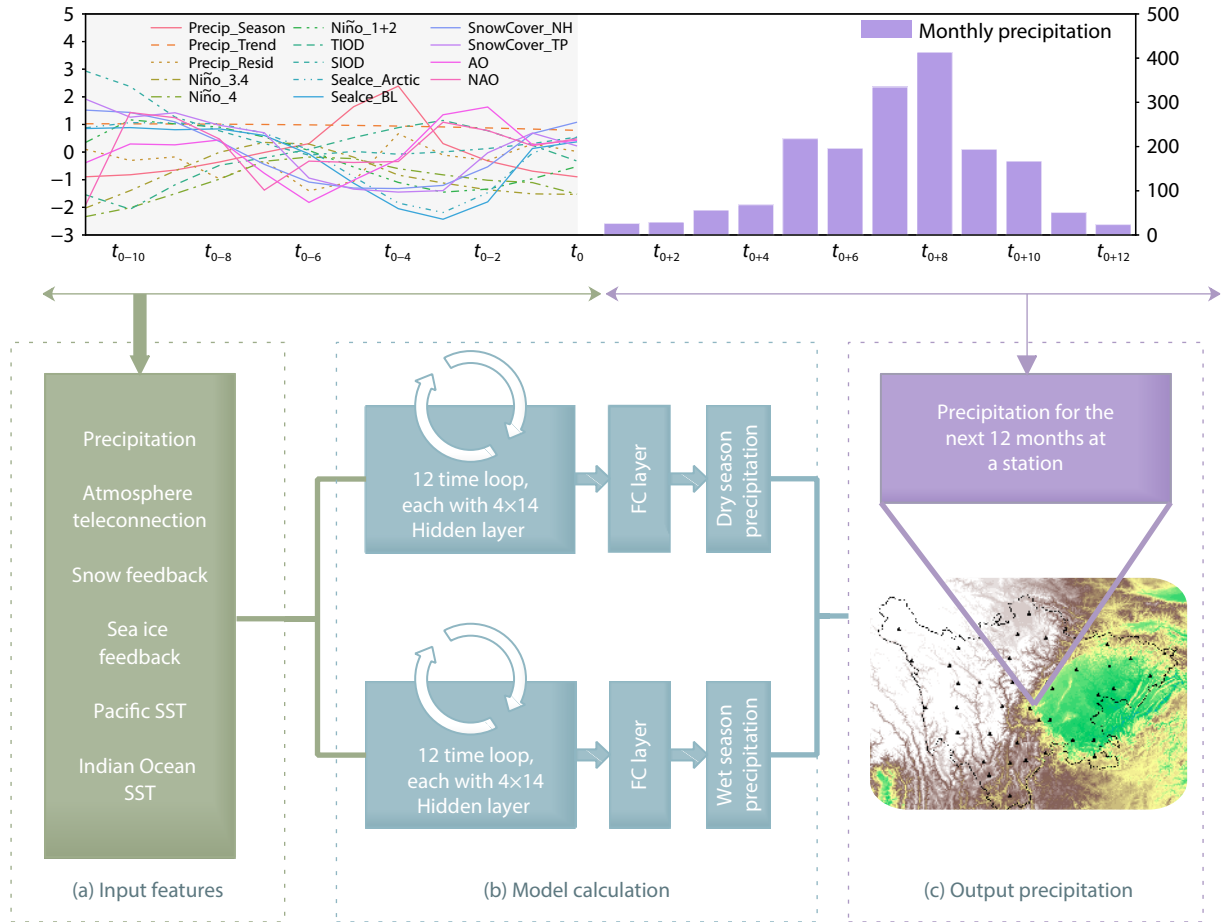 5
4
3
2
1
0
−1
−2
−3
Precip_Season
Precip_Trend
Precip_Resid
Niño_3.4
Niño_4
Niño_1+2
TIOD
SIOD
SeaIce_Arctic
SeaIce_BL
SnowCover_NH
SnowCover_TP
AO
NAO
Monthly precipitation
500
400
300
200
100
0
t0−10
t0−8
t0−6
t0−4
t0−2
t0
t0+2
t0+4
t0+6
t0+8
t0+10
t0+12
Precipitation
Atmosphere
teleconnection
Snow feedback
Sea ice
feedback
Pacific SST
Indian Ocean
SST
(a) Input features
12 time loop,
each with 4×14
Hidden layer
FC layer
Dry season
precipitation
12 time loop,
each with 4×14
Hidden layer
FC layer
Wet season
precipitation
(b) Model calculation
Precipitation for the
next 12 months at
a station
(c) Output precipitation